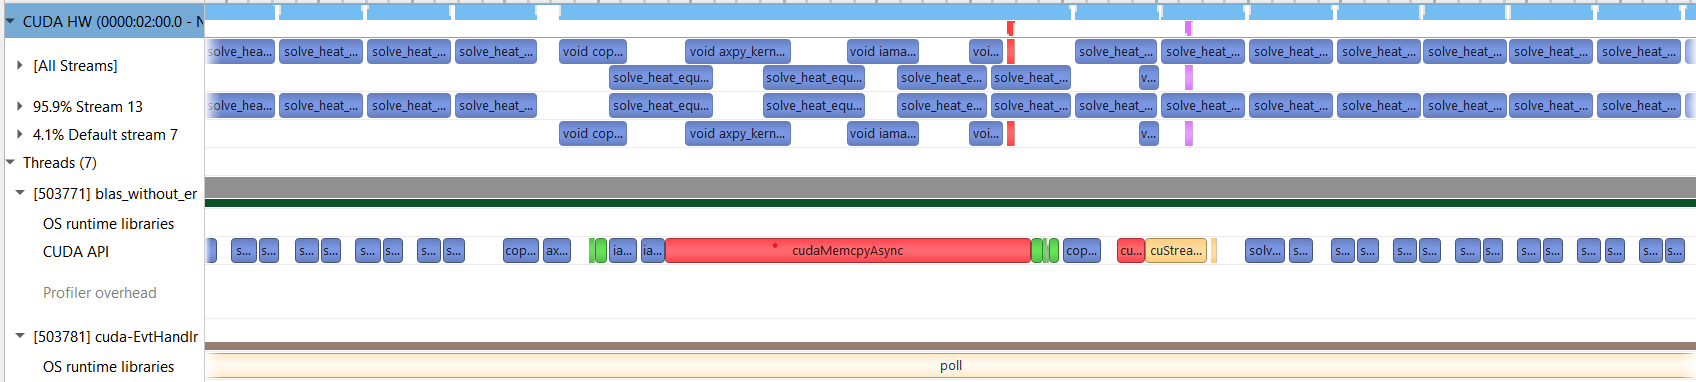 CUDA HW (0000:02:00.0 - N
[All Streams]
solve_hea... solve_heat_... solve_heat_... solve_heat_... void cop... void axpy_kern... void iama... voi... solve_heat_... solve_heat_... solve_heat_... solve_heat_... solve_heat_... solve_heat_... solve_heat_...
solve_heat_equ... solve_heat_equ... solve_heat_e... solve_heat_... v...
95.9% Stream 13
solve_hea... solve_heat_... solve_heat_... solve_heat_... solve_heat_equ... solve_heat_equ... solve_heat_e... solve_heat_... solve_heat_... solve_heat_... solve_heat_... solve_heat_... solve_heat_... solve_heat_... solve_heat_...
4.1% Default stream 7
void cop... void axpy_kern... void iama... voi... v...
Threads (7)
[503771] blas_without_er
OS runtime libraries
CUDA API
s... s... s... s... s... s... s... s... cop... ax... ia... ia... cudaMemcpyAsync cop... cu... cuStrea... solv... s... s... s... s... s... s... s... s... s... s... s... s... s...
Profiler overhead
[503781] cuda-EvtHandlr
OS runtime libraries
poll